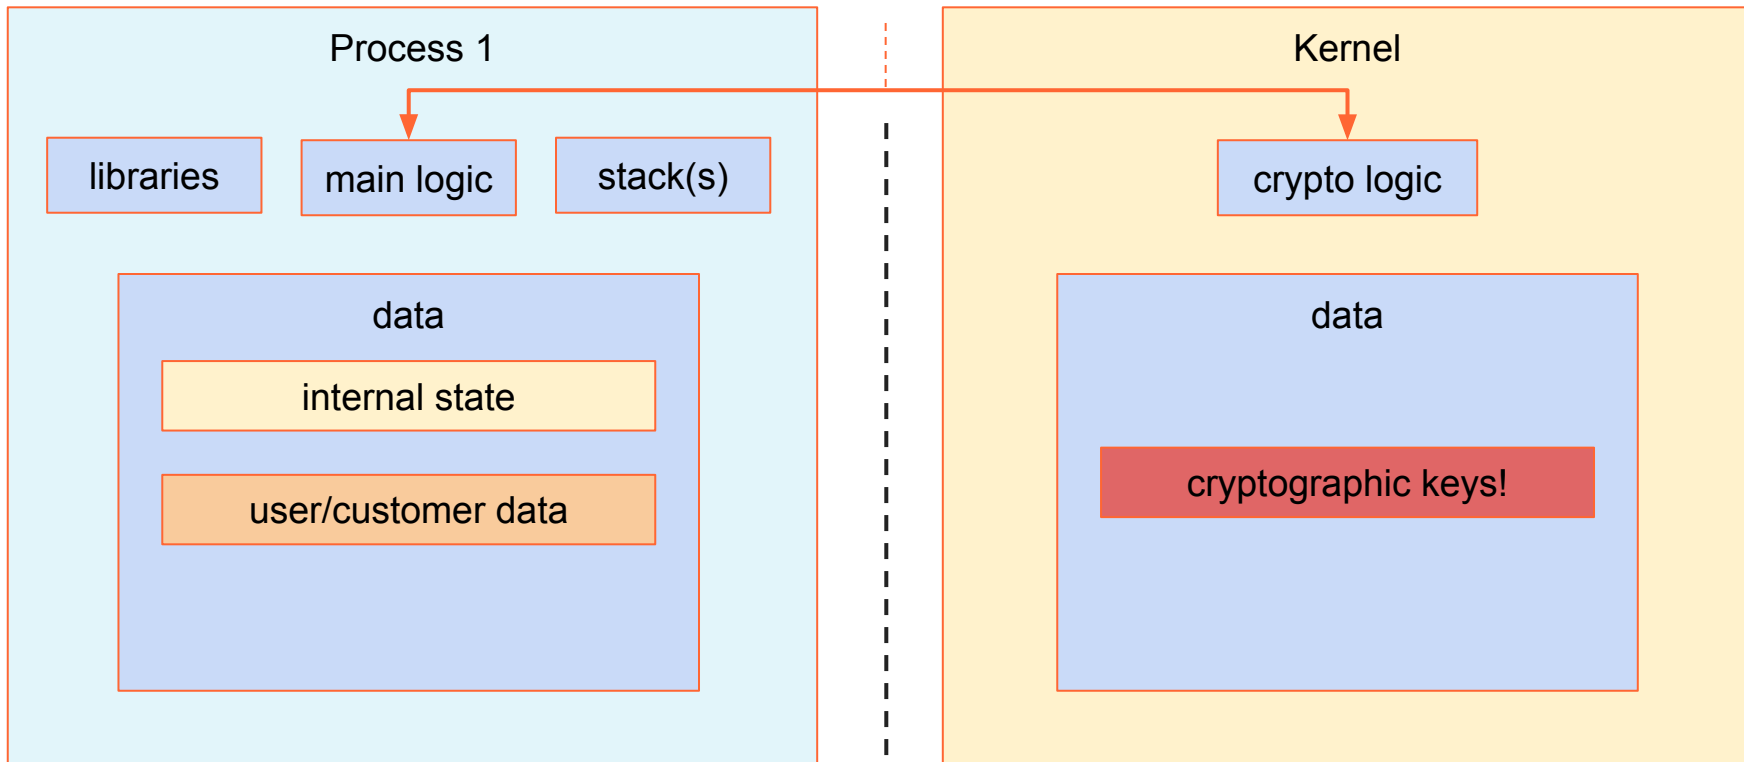 Process 1
libraries
main logic
stack(s)
data
internal state
user/customer data
Kernel
crypto logic
data
cryptographic keys!